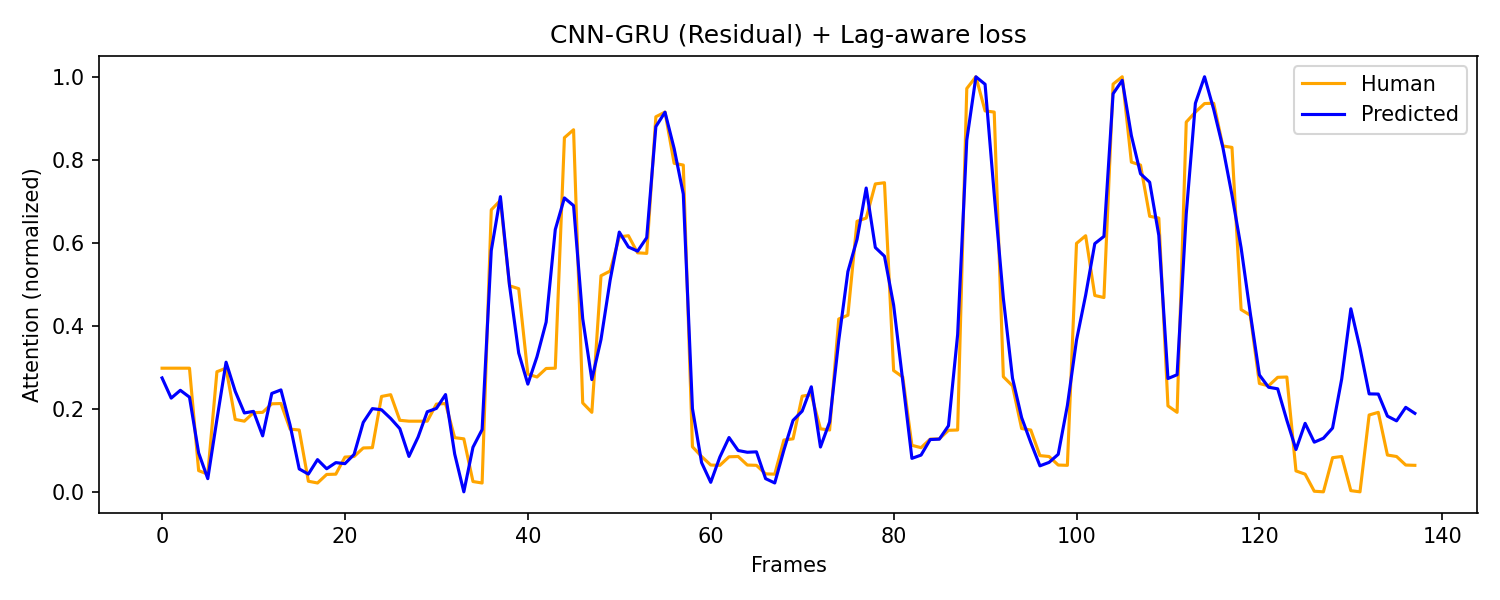 CNN-GRU (Residual) + Lag-aware loss
Human
Predicted
Attention (normalized)
1.0
0.8
0.6
0.4
0.2
0.0
0 20 40 60 80 100 120 140
Frames